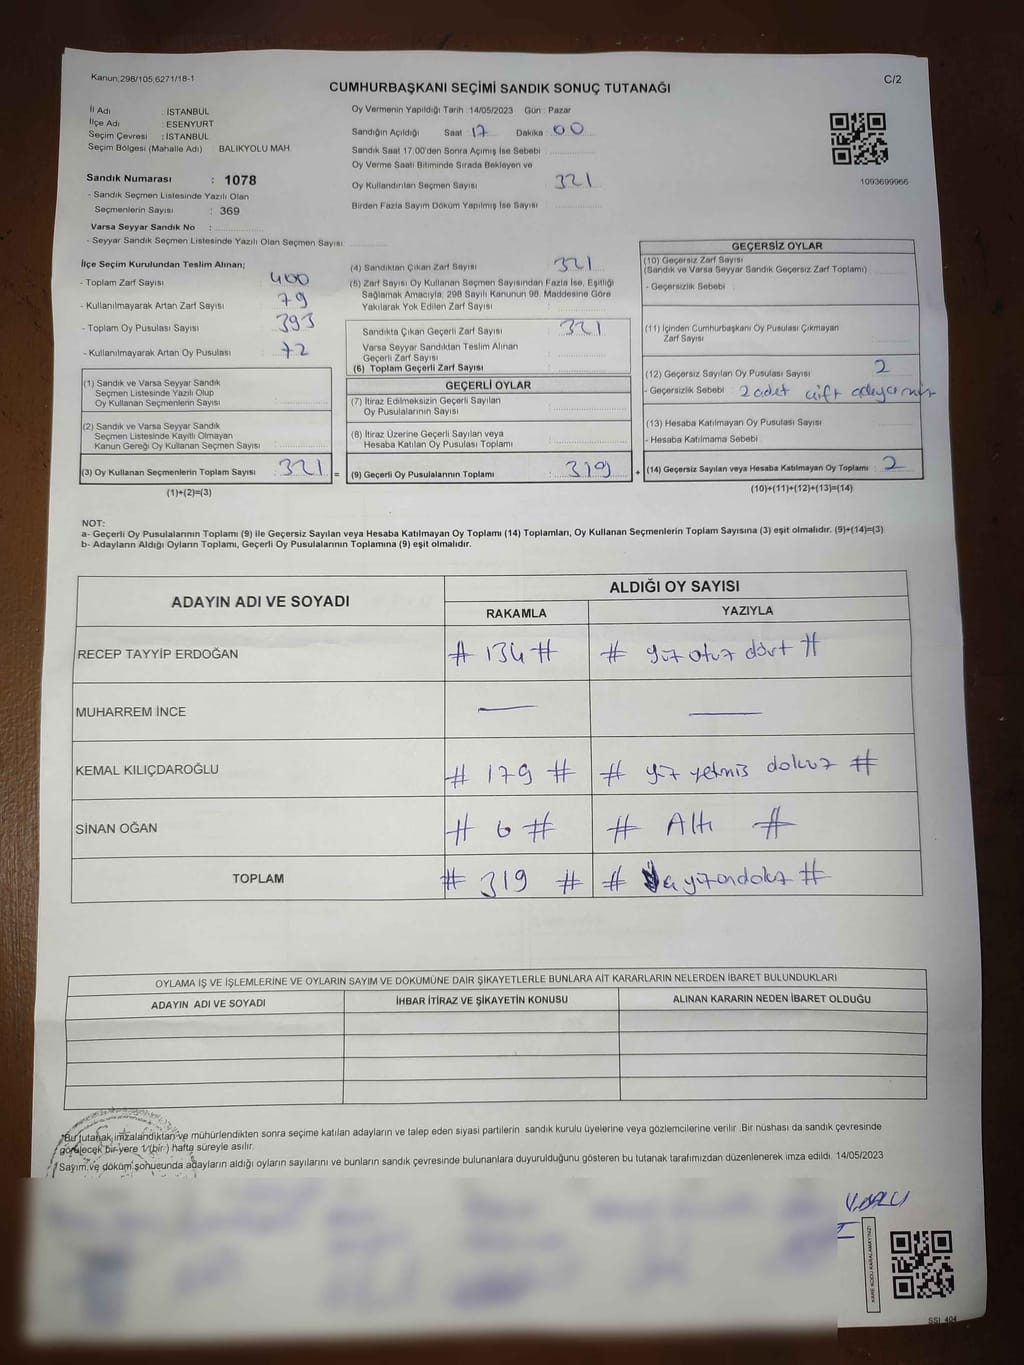 Kanun;298/105,6271/18-1
C/2
CUMHURBAŞKANI SEÇİMİ SANDIK SONUÇ TUTANAĞI
İl Adı : İSTANBUL
İlçe Adı : ESENYURT
Seçim Çevresi : İSTANBUL
Seçim Bölgesi (Mahalle Adı) : BALIKYOLU MAH.
Sandık Numarası : 1078
- Sandık Seçmen Listesinde Yazılı Olan
Seçmenlerin Sayısı : 369
Varsa Seyyar Sandık No :
- Seyyar Sandık Seçmen Listesinde Yazılı Olan Seçmen Sayısı:
Oy Vermenin Yapıldığı Tarih : 14/05/2023 Gün : Pazar
Sandığın Açıldığı Saat 17 Dakika 00
Sandık Saat 17.00'den Sonra Açımış İse Sebebi
Oy Verme Saati Bitiminde Sırada Bekleyen ve
Oy Kullandırılan Seçmen Sayısı 321
Birden Fazla Sayım Döküm Yapılmış İse Sayısı
1093699966
İlçe Seçim Kurulundan Teslim Alınan;
- Toplam Zarf Sayısı : 400
- Kullanılmayarak Artan Zarf Sayısı : 79
- Toplam Oy Pusulası Sayısı : 393
- Kullanılmayarak Artan Oy Pusulası : 72
(1) Sandık ve Varsa Seyyar Sandık
Seçmen Listesinde Yazılı Olup
Oy Kullanan Seçmenlerin Sayısı
(2) Sandık ve Varsa Seyyar Sandık
Seçmen Listesinde Kayıtlı Olmayan
Kanun Gereği Oy Kullanan Seçmen Sayısı
(3) Oy Kullanan Seçmenlerin Toplam Sayısı : 321 =
(1)+(2)=(3)
(4) Sandıktan Çıkan Zarf Sayısı : 321
(5) Zarf Sayısı Oy Kullanan Seçmen Sayısından Fazla İse, Eşitliği
Sağlamak Amacıyla; 298 Sayılı Kanunun 98. Maddesine Göre
Yakılarak Yok Edilen Zarf Sayısı :
Sandıkta Çıkan Geçerli Zarf Sayısı : 321
Varsa Seyyar Sandıktan Teslim Alınan
Geçerli Zarf Sayısı
(6) Toplam Geçerli Zarf Sayısı
GEÇERLİ OYLAR
(7) İtiraz Edilmeksizin Geçerli Sayılan
Oy Pusulalarının Sayısı
(8) İtiraz Üzerine Geçerli Sayılan veya
Hesaba Katılan Oy Pusulası Toplamı
(9) Geçerli Oy Pusulalarının Toplamı : 319 +
GEÇERSİZ OYLAR
(10) Geçersiz Zarf Sayısı
(Sandık ve Varsa Seyyar Sandık Geçersiz Zarf Toplamı)
- Geçersizlik Sebebi :
(11) İçinden Cumhurbaşkanı Oy Pusulası Çıkmayan
Zarf Sayısı :
(12) Geçersiz Sayılan Oy Pusulası Sayısı : 2
- Geçersizlik Sebebi : 2 adet çift
(13) Hesaba Katılmayan Oy Pusulası Sayısı :
- Hesaba Katılmama Sebebi :
(14) Geçersiz Sayılan veya Hesaba Katılmayan Oy Toplamı : 2
(10)+(11)+(12)+(13)=(14)
NOT:
a- Geçerli Oy Pusulalarının Toplamı (9) ile Geçersiz Sayılan veya Hesaba Katılmayan Oy Toplamı (14) Toplamları, Oy Kullanan Seçmenlerin Toplam Sayısına (3) eşit olmalıdır. (9)+(14)=(3)
b- Adayların Aldığı Oyların Toplamı, Geçerli Oy Pusulalarının Toplamına (9) eşit olmalıdır.
ADAYIN ADI VE SOYADI
ALDIĞI OY SAYISI
RAKAMLA YAZIYLA
RECEP TAYYİP ERDOĞAN # 134 # # yüz otuz dört #
MUHARREM İNCE — —
KEMAL KILIÇDAROĞLU # 179 # # yüz yetmiş dokuz #
SİNAN OĞAN # 6 # # Altı #
TOPLAM # 319 # # yüzondokuz #
OYLAMA İŞ VE İŞLEMLERİNE VE OYLARIN SAYIM VE DÖKÜMÜNE DAİR ŞİKAYETLERLE BUNLARA AİT KARARLARIN NELERDEN İBARET BULUNDUKLARI
ADAYIN ADI VE SOYADI İHBAR İTİRAZ VE ŞİKAYETİN KONUSU ALINAN KARARIN NEDEN İBARET OLDUĞU
*Bu tutanak imzalandıktan ve mühürlendikten sonra seçime katılan adayların ve talep eden siyasi partilerin sandık kurulu üyelerine veya gözlemcilerine verilir .Bir nüshası da sandık çevresinde
görülecek bir yere 1(bir) hafta süreyle asılır.
Sayım ve döküm sonucunda adayların aldığı oyların sayılarını ve bunların sandık çevresinde bulunanlara duyurulduğunu gösteren bu tutanak tarafımızdan düzenlenerek imza edildi. 14/05/2023
KARE KODU KARALAMAYINIZ!